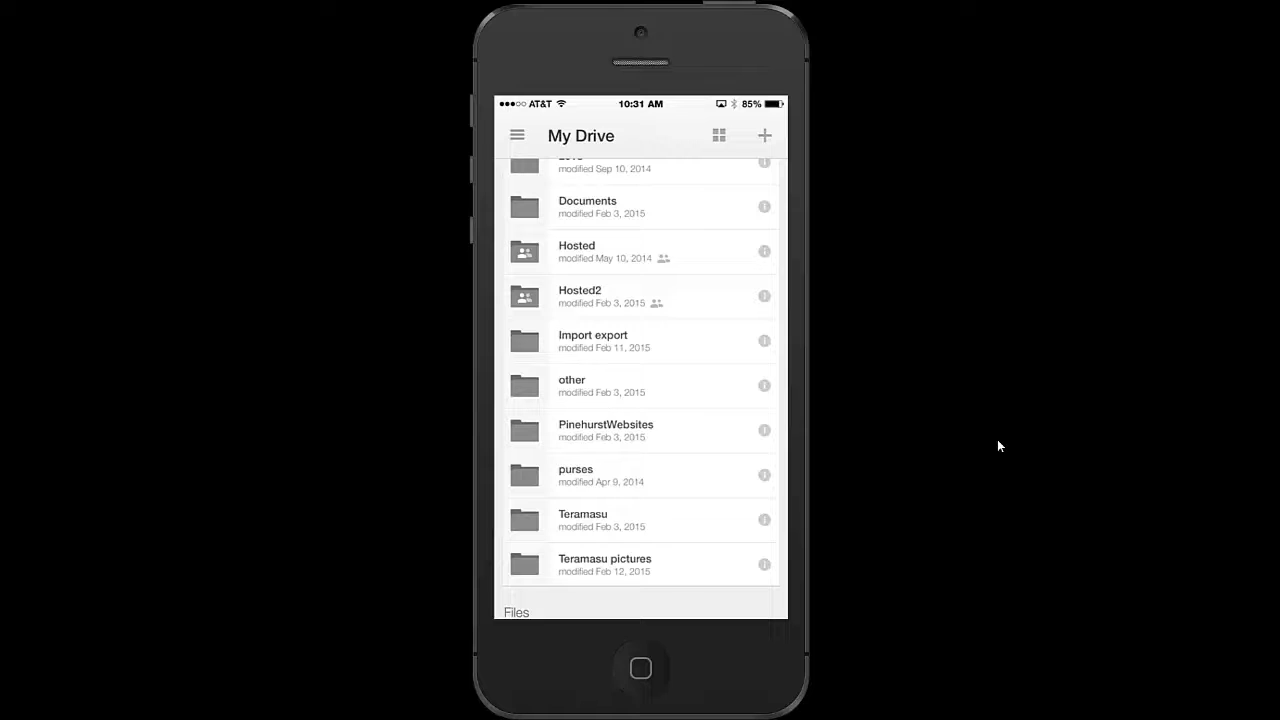 AT&T 10:31 AM 85%
My Drive
modified Sep 10, 2014
Documents
modified Feb 3, 2015
Hosted
modified May 10, 2014
Hosted2
modified Feb 3, 2015
Import export
modified Feb 11, 2015
other
modified Feb 3, 2015
PinehurstWebsites
modified Feb 3, 2015
purses
modified Apr 9, 2014
Teramasu
modified Feb 3, 2015
Teramasu pictures
modified Feb 12, 2015
Files